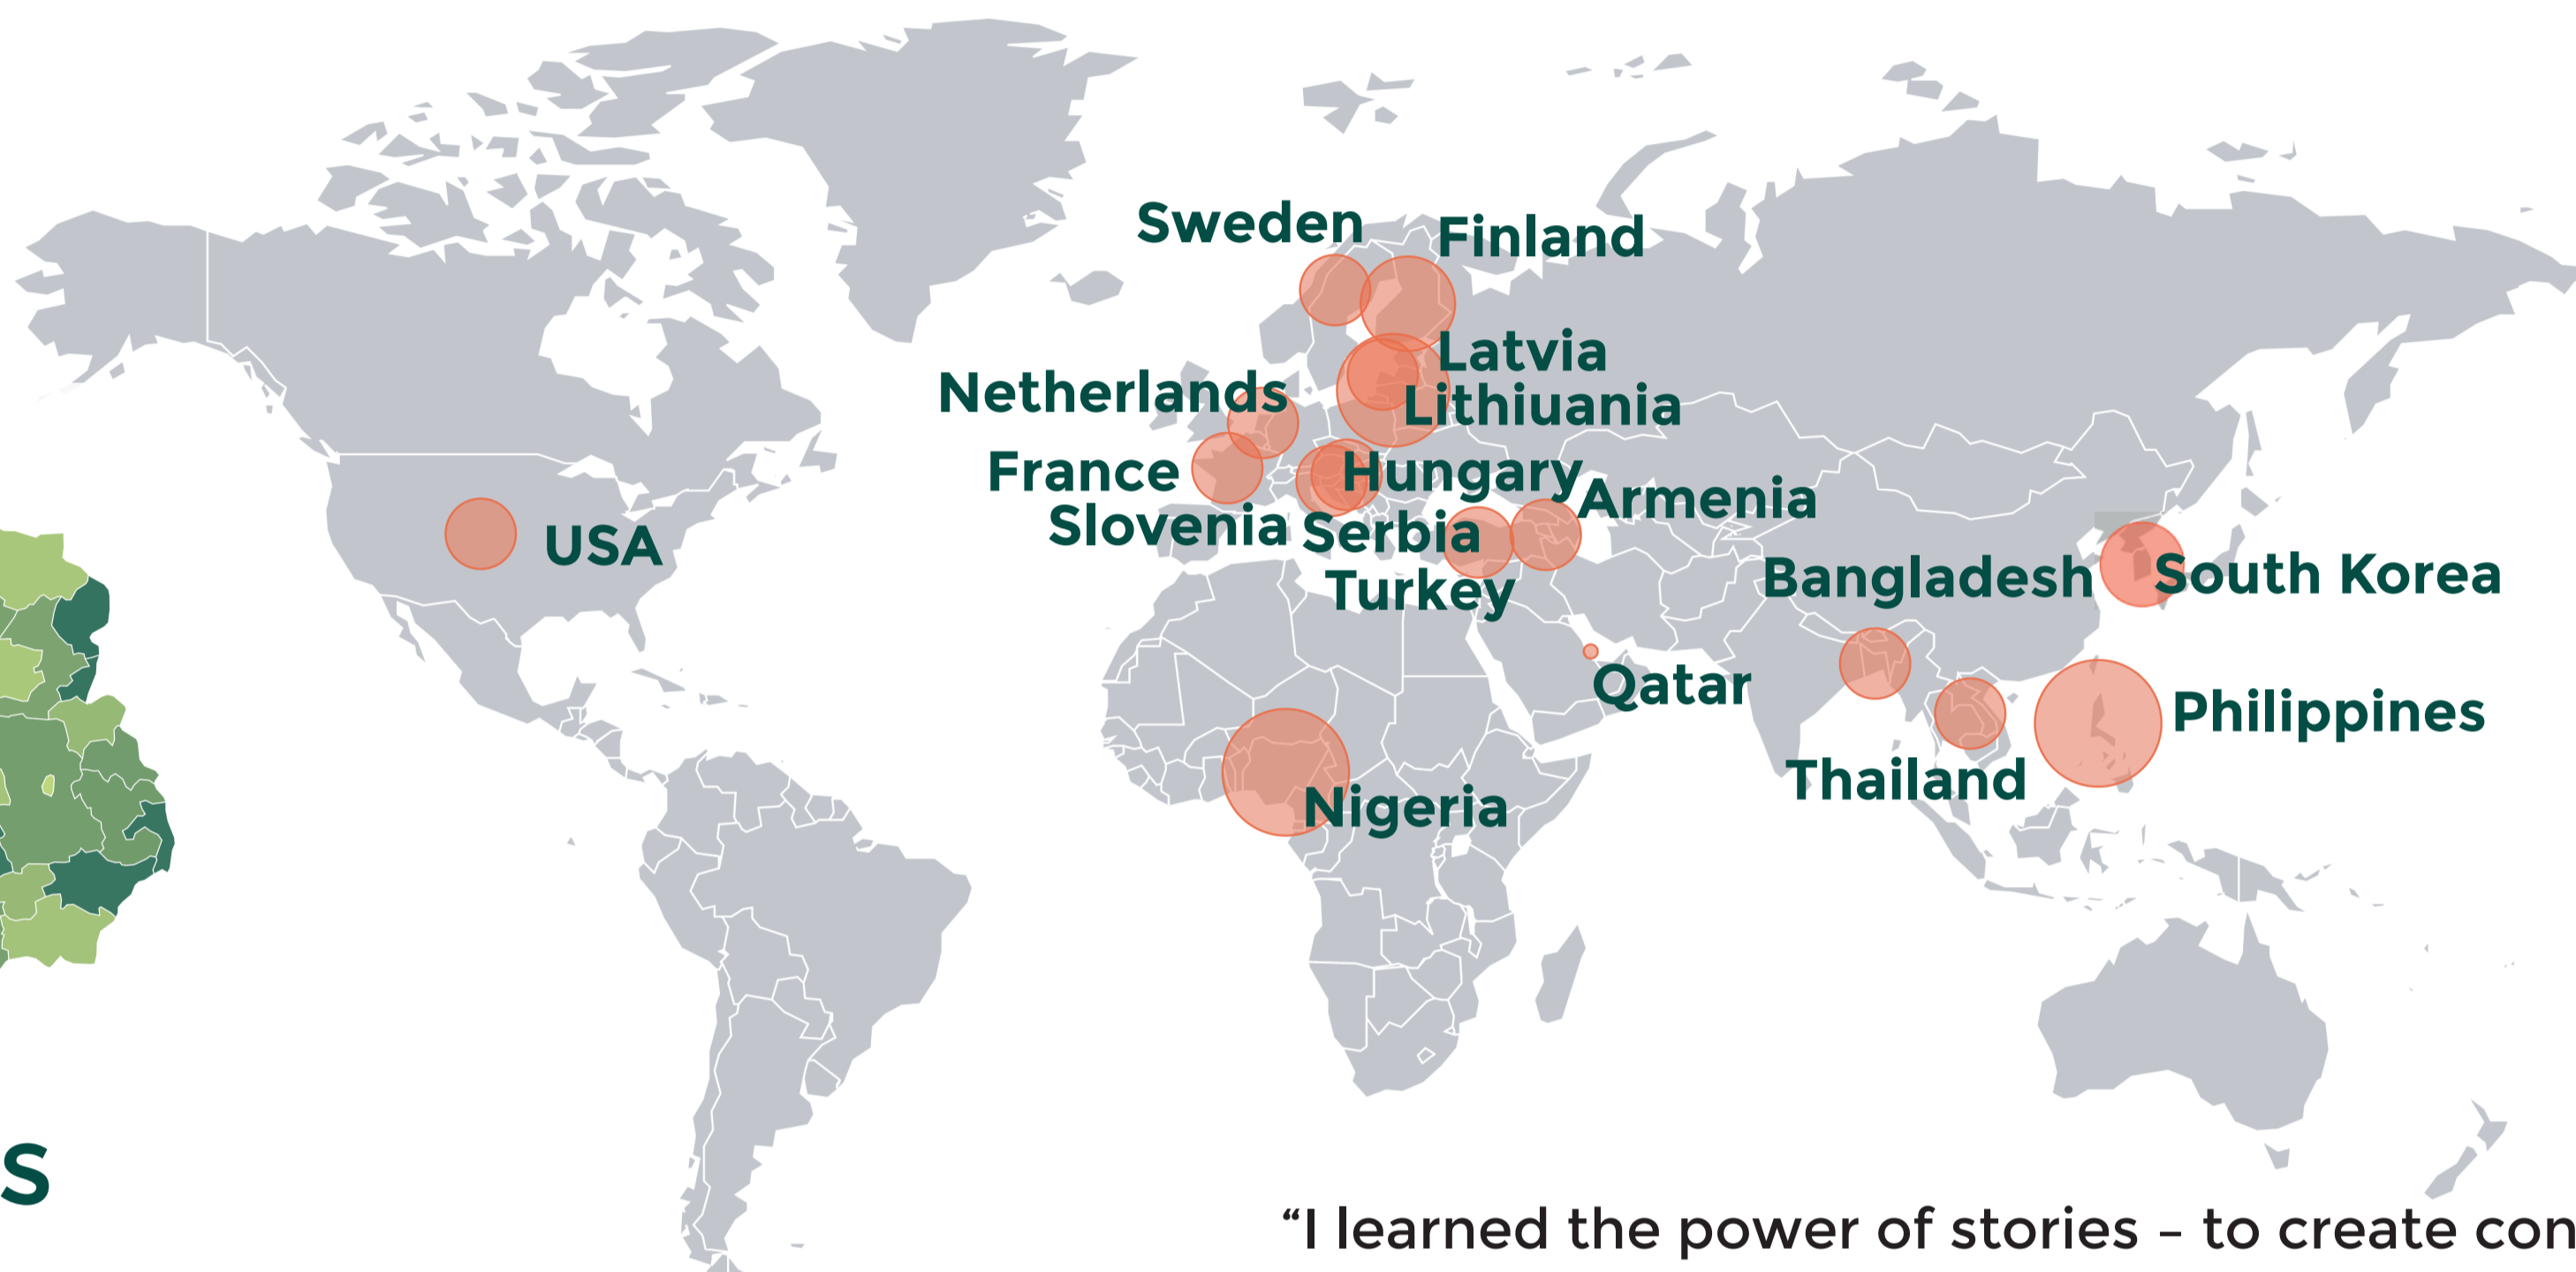 Sweden
Finland
Latvia
Netherlands
Lithiuania
France
Hungary
Armenia
Slovenia
Serbia
USA
Turkey
Bangladesh
South Korea
Qatar
Philippines
Thailand
Nigeria
S
“I learned the power of stories – to create con